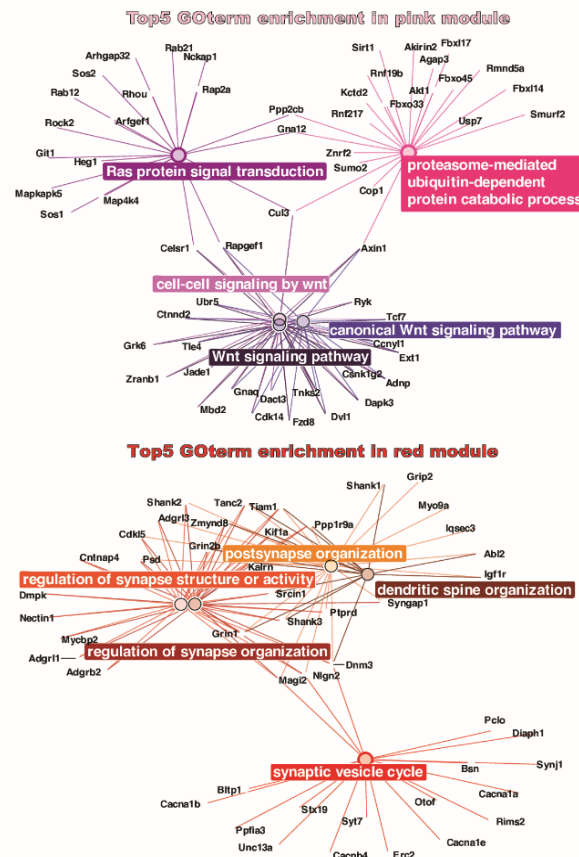 Top5 GOterm enrichment in pink module
Rab21
Nckap1
Arhgap32
Sos2
Rab12
Rhou
Rap2a
Rock2
Arfgef1
Git1
Heg1
Mapkapk5
Map4k4
Sos1
Ras protein signal transduction
Ppp2cb
Gna12
Sirt1
Akirin2
Fbxl17
Agap3
Rnf19b
Rmnd5a
Kctd2
Akt1
Fbxo45
Fbxl14
Rnf217
Fbxo33
Usp7
Smurf2
Znrf2
Sumo2
Cop1
proteasome-mediated
ubiquitin-dependent
protein catabolic process
Cul3
Celsr1
Rapgef1
Axin1
cell-cell signaling by wnt
Ubr5
Ryk
Ctnnd2
Tcf7
canonical Wnt signaling pathway
Grk6
Tle4
Ccnyl1
Wnt signaling pathway
Ext1
Zranb1
Jade1
Csnk1g2
Adnp
Gnaq
Dact3
Tnks2
Mbd2
Cdk14
Fzd8
Dvl1
Dapk3
Top5 GOterm enrichment in red module
Shank1
Grip2
Shank2
Tanc2
Tiam1
Myo9a
Adgrl3
Zmynd8
Cdkl5
Kif1a
Ppp1r9a
Iqsec3
Grin2b
Cntnap4
Psd
postsynapse organization
Abl2
Kalrn
regulation of synapse structure or activity
Igf1r
dendritic spine organization
Dmpk
Srcin1
Syngap1
Nectin1
Ptprd
Shank3
Mycbp2
Grin1
Adgrl1
regulation of synapse organization
Adgrb2
Dnm3
Magi2
Nlgn2
Pclo
Diaph1
synaptic vesicle cycle
Bsn
Synj1
Bltp1
Cacna1a
Cacna1b
Stx19
Otof
Syt7
Rims2
Ppfia3
Unc13a
Cacna1e
Cacnb4
Erc2